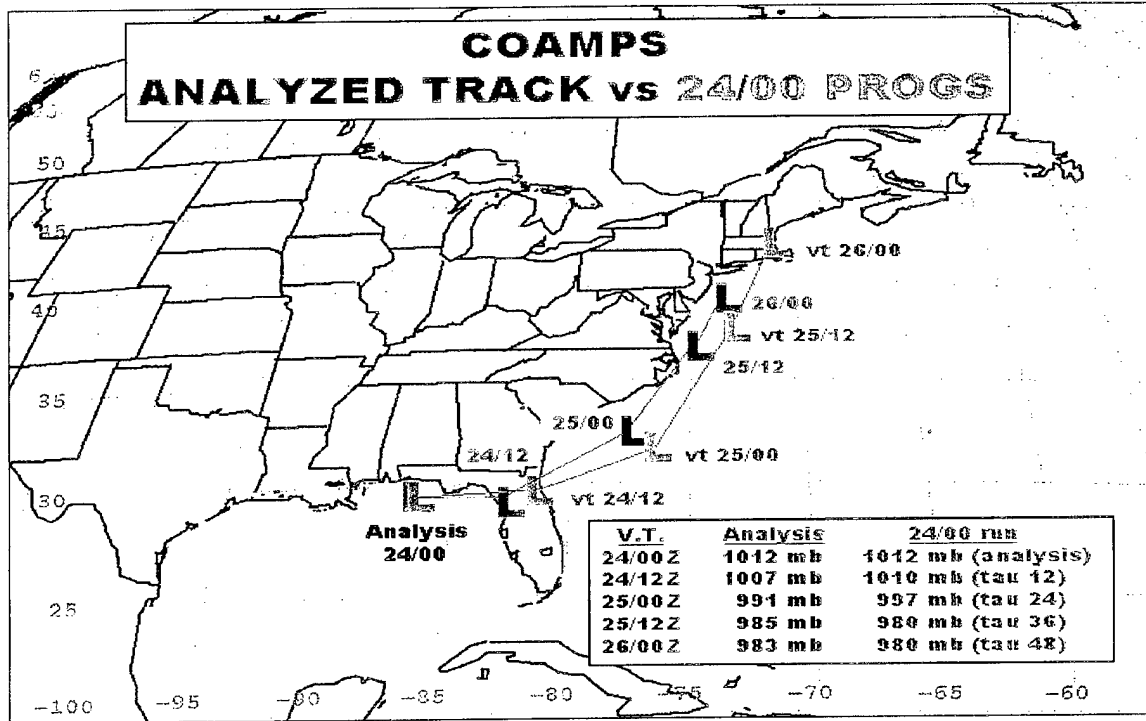 COAMPS
ANALYZED TRACK vs 24/00 PROGS
50
45
40
35
30
25
-100 -95 -90 -85 -80 -75 -70 -65 -60
vt 26/00
26/00
vt 25/12
25/12
25/00
vt 25/00
24/12
vt 24/12
Analysis
24/00
L
L
L
L
L
L
L
L
L
V.T. Analysis 24/00 run
24/00Z 1012 mb 1012 mb (analysis)
24/12Z 1007 mb 1010 mb (tau 12)
25/00Z 991 mb 997 mb (tau 24)
25/12Z 985 mb 980 mb (tau 36)
26/00Z 983 mb 980 mb (tau 48)